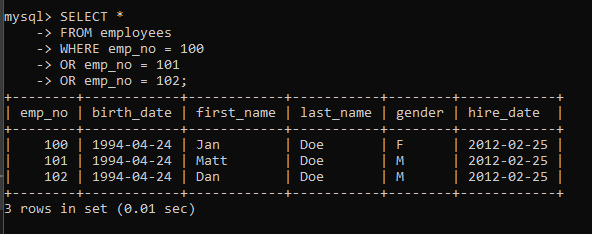 mysql> SELECT *
    -> FROM employees
    -> WHERE emp_no = 100
    -> OR emp_no = 101
    -> OR emp_no = 102;
+--------+------------+------------+-----------+--------+------------+
| emp_no | birth_date | first_name | last_name | gender | hire_date  |
+--------+------------+------------+-----------+--------+------------+
|    100 | 1994-04-24 | Jan        | Doe       | F      | 2012-02-25 |
|    101 | 1994-04-24 | Matt       | Doe       | M      | 2012-02-25 |
|    102 | 1994-04-24 | Dan        | Doe       | M      | 2012-02-25 |
+--------+------------+------------+-----------+--------+------------+
3 rows in set (0.01 sec)